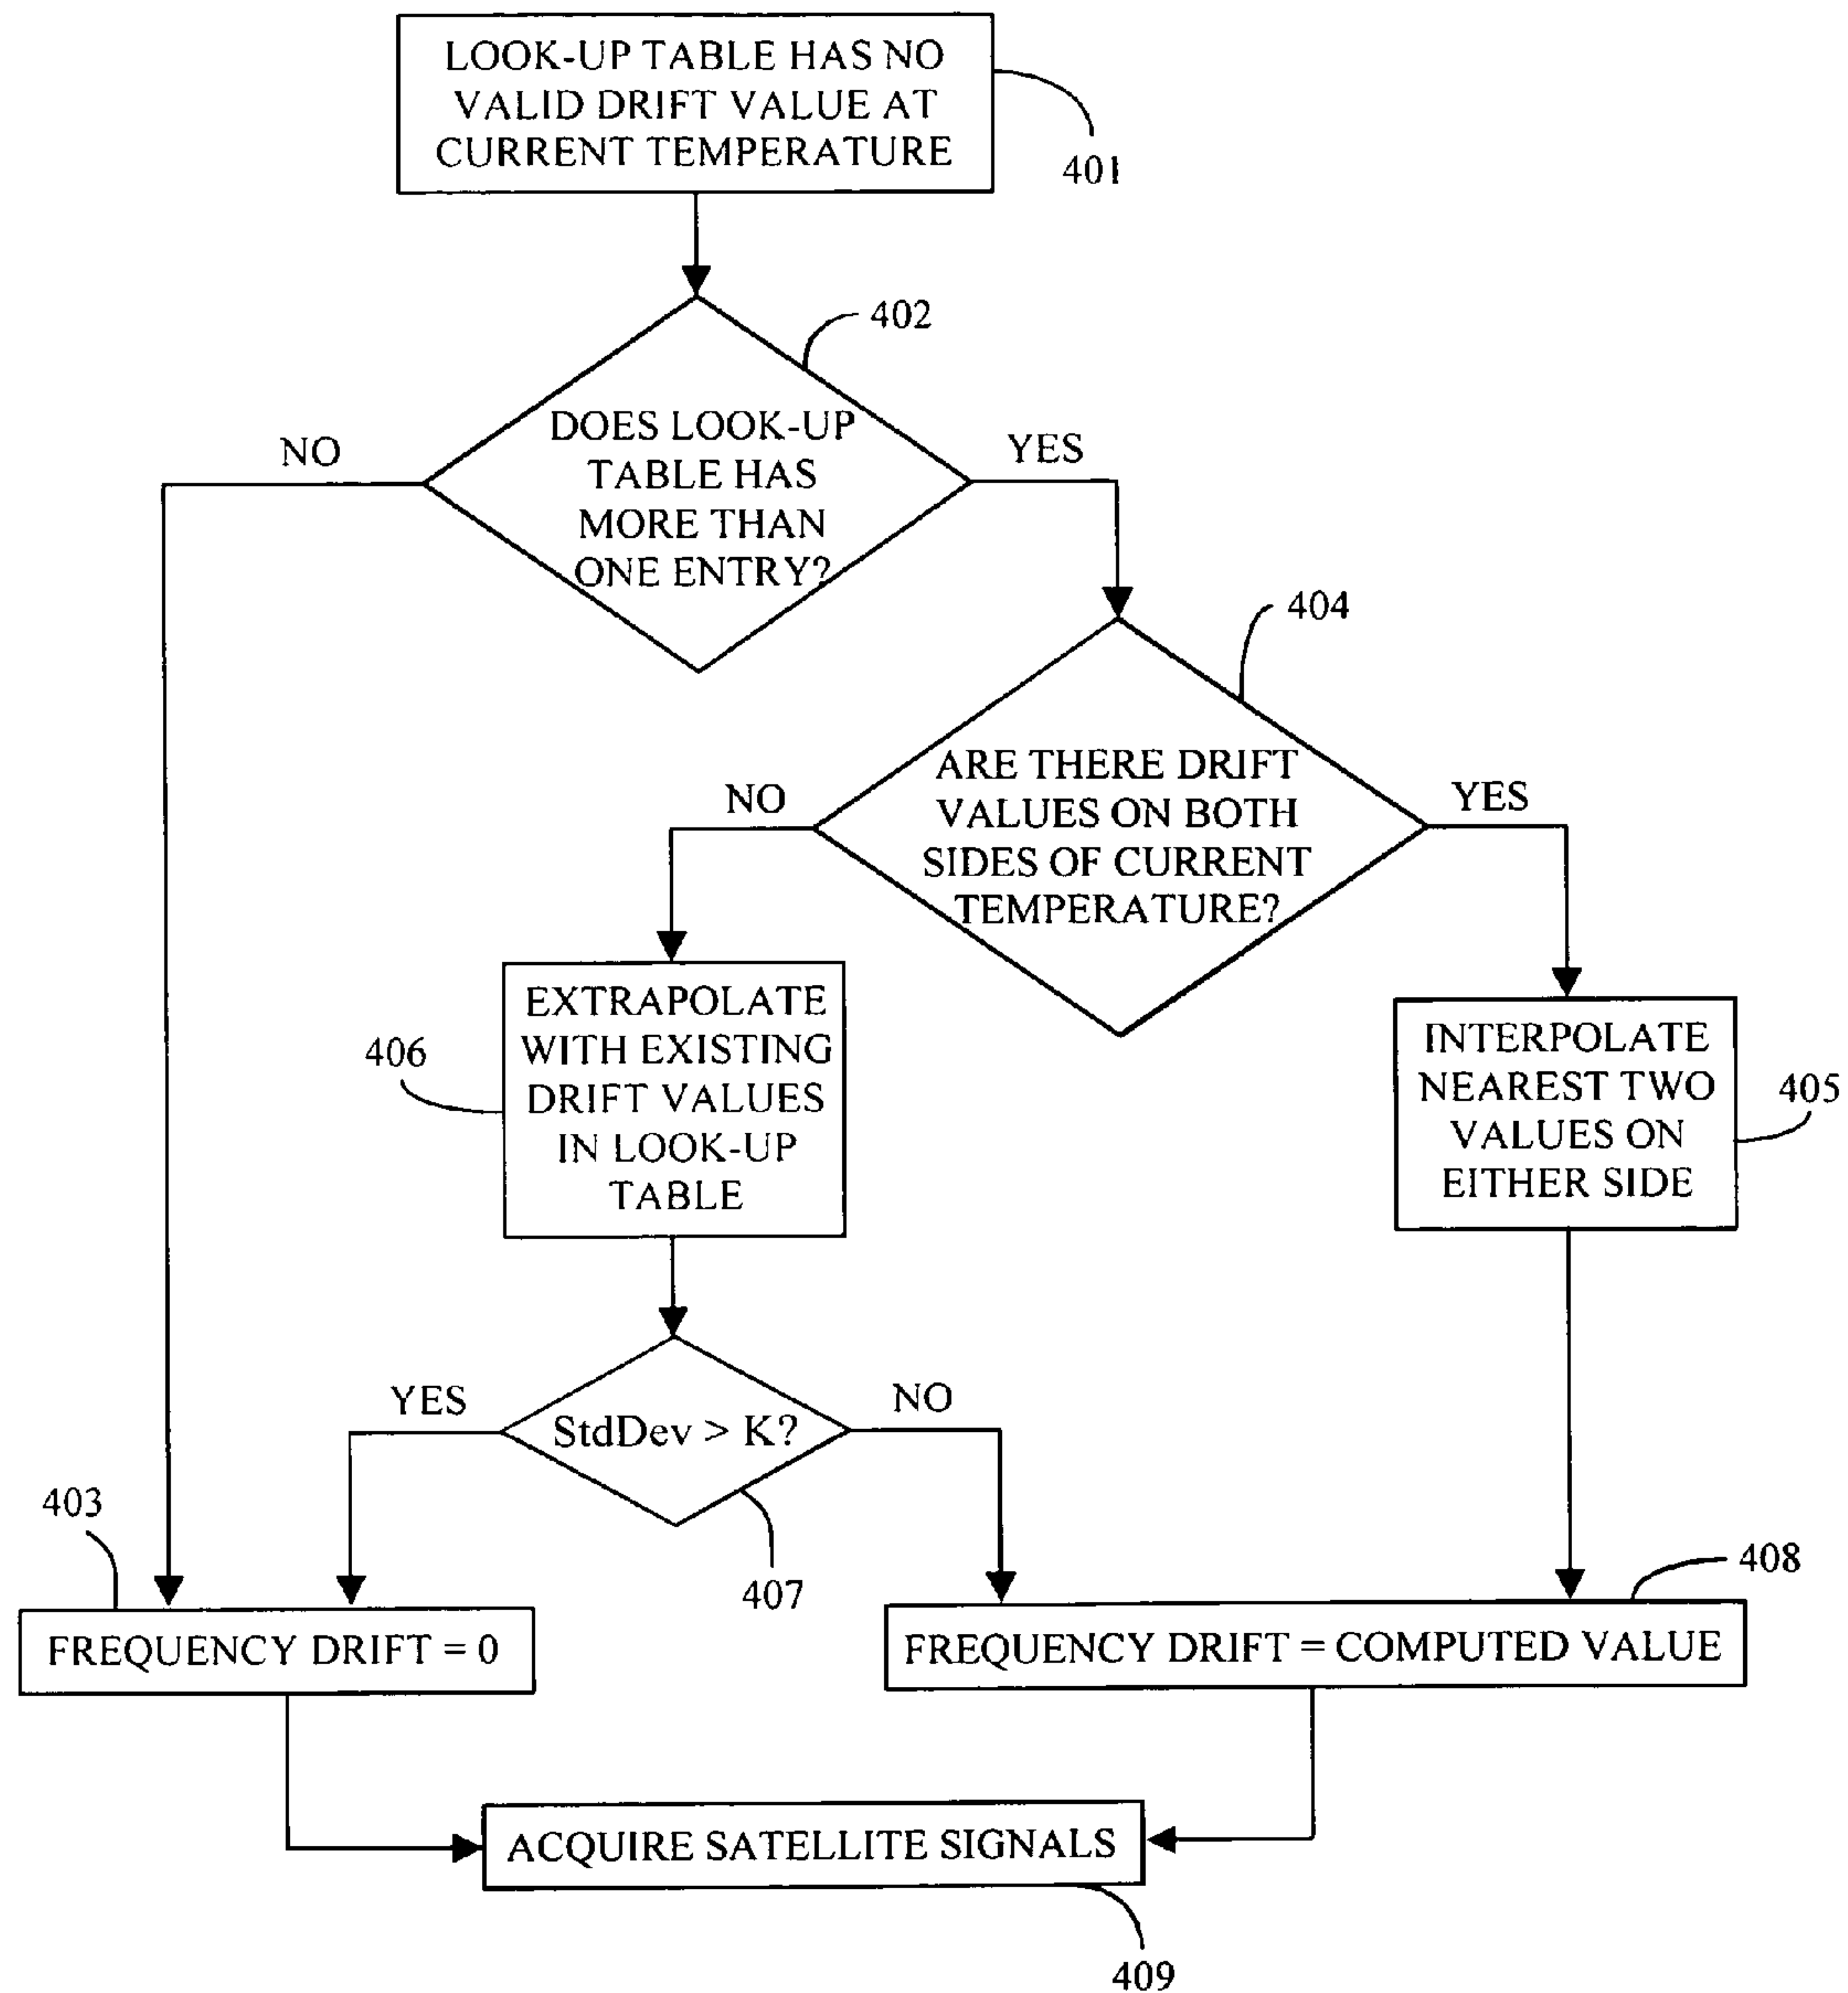 LOOK-UP TABLE HAS NO
VALID DRIFT VALUE AT
CURRENT TEMPERATURE
401
402
DOES LOOK-UP
TABLE HAS
MORE THAN
ONE ENTRY?
NO
YES
404
ARE THERE DRIFT
VALUES ON BOTH
SIDES OF CURRENT
TEMPERATURE?
NO
YES
406
EXTRAPOLATE
WITH EXISTING
DRIFT VALUES
IN LOOK-UP
TABLE
INTERPOLATE
NEAREST TWO
VALUES ON
EITHER SIDE
405
YES
StdDev > K?
NO
403
407
408
FREQUENCY DRIFT = 0
FREQUENCY DRIFT = COMPUTED VALUE
ACQUIRE SATELLITE SIGNALS
409